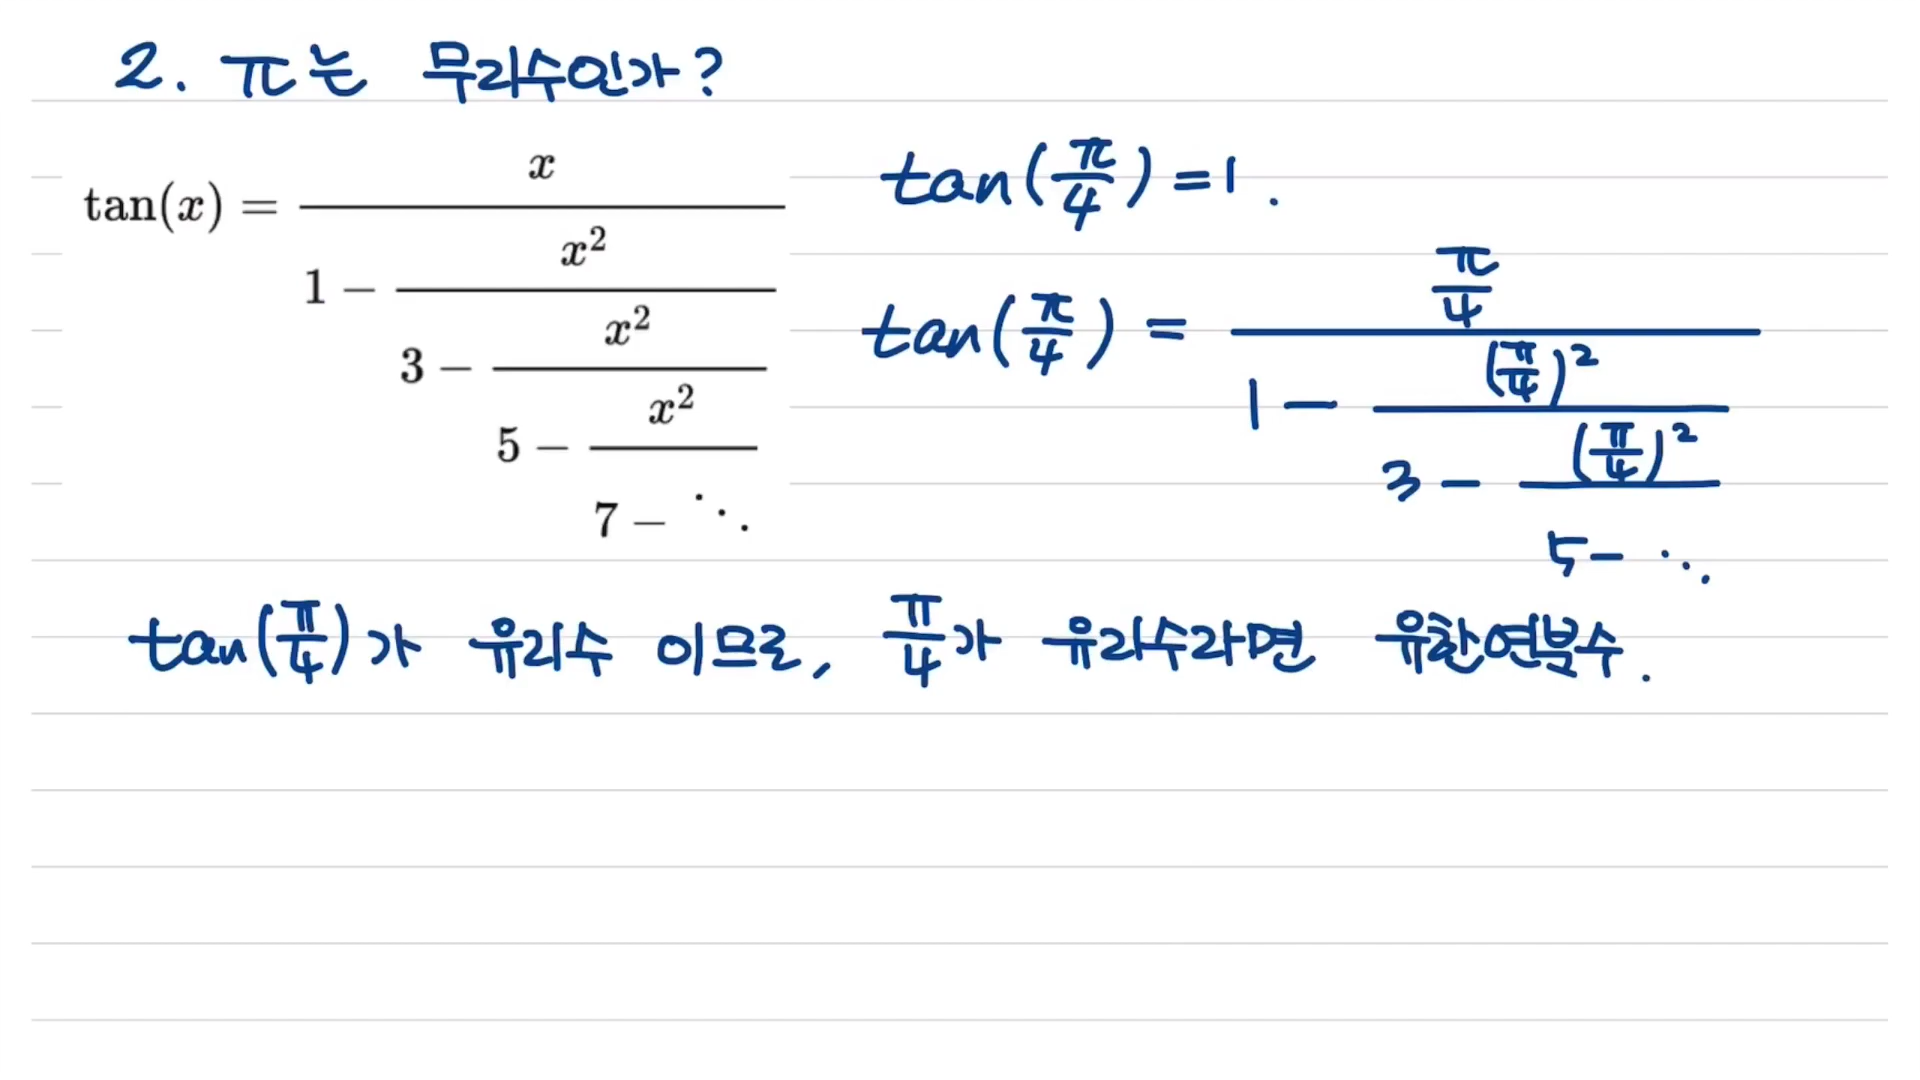 2. π는 무리수인가?
tan(x) = x / (1 - x² / (3 - x² / (5 - x² / (7 - ⋱))))
tan(π/4) = 1.
tan(π/4) = (π/4) / (1 - (π/4)² / (3 - (π/4)² / (5 - ⋱)))
tan(π/4)가 유리수 이므로, π/4가 유리수라면 유한연분수.